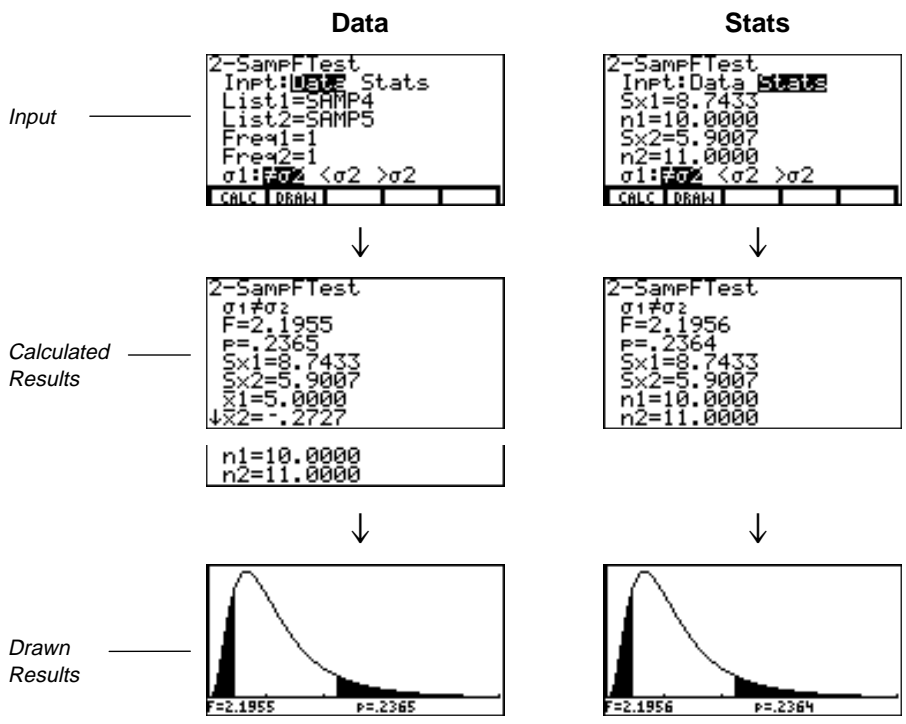 Data
Stats
Input
2-SampFTest
Inpt:Data Stats
List1=SAMP4
List2=SAMP5
Freq1=1
Freq2=1
σ1:≠σ2 <σ2 >σ2
CALC DRAW
2-SampFTest
Inpt:Data Stats
Sx1=8.7433
n1=10.0000
Sx2=5.9007
n2=11.0000
σ1:≠σ2 <σ2 >σ2
CALC DRAW
↓
↓
Calculated
Results
2-SampFTest
σ1≠σ2
F=2.1955
p=.2365
Sx1=8.7433
Sx2=5.9007
x̄1=5.0000
↓x̄2=-.2727
n1=10.0000
n2=11.0000
2-SampFTest
σ1≠σ2
F=2.1956
p=.2364
Sx1=8.7433
Sx2=5.9007
n1=10.0000
n2=11.0000
↓
↓
Drawn
Results
F=2.1955 p=.2365
F=2.1956 p=.2364